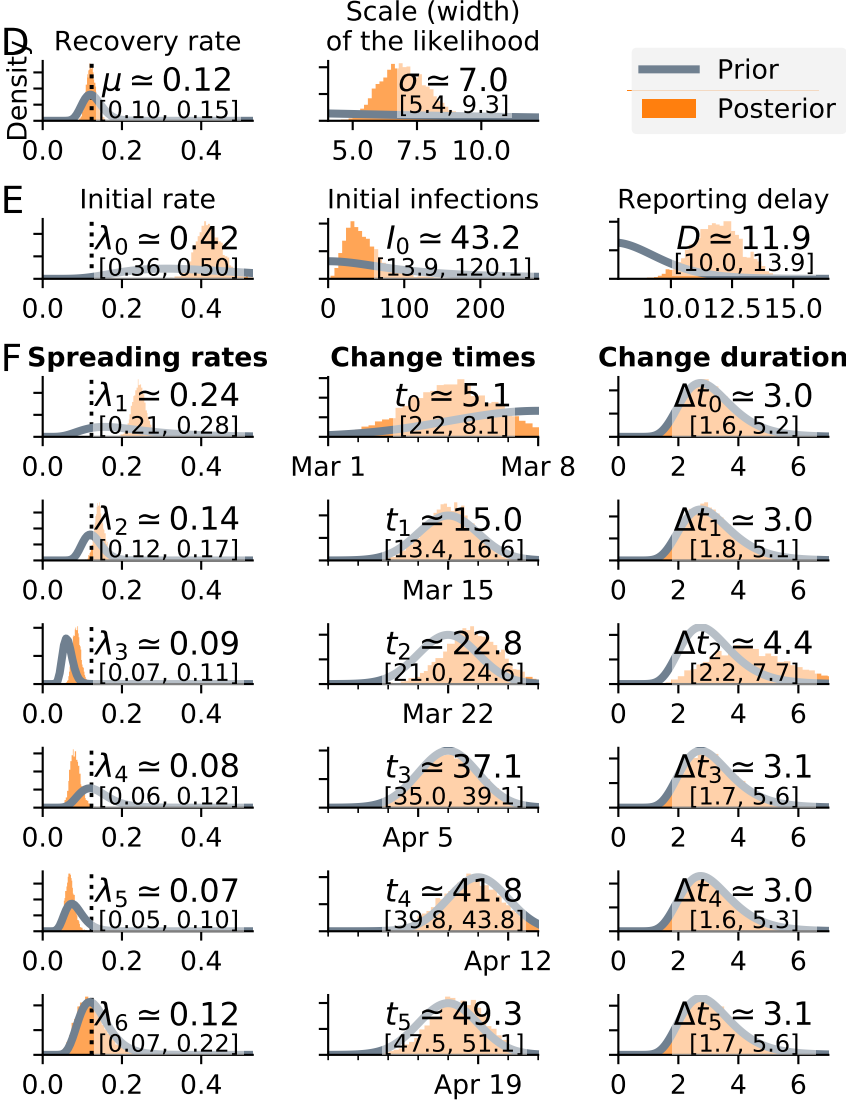 D
Density
Recovery rate
μ ≃ 0.12
[0.10, 0.15]
0.0 0.2 0.4
Scale (width)
of the likelihood
σ ≃ 7.0
[5.4, 9.3]
5.0 7.5 10.0
Prior
Posterior
E
Initial rate
λ0 ≃ 0.42
[0.36, 0.50]
0.0 0.2 0.4
Initial infections
I0 ≃ 43.2
[13.9, 120.1]
0 100 200
Reporting delay
D ≃ 11.9
[10.0, 13.9]
10.0 12.5 15.0
F
Spreading rates
Change times
Change duration
λ1 ≃ 0.24
[0.21, 0.28]
0.0 0.2 0.4
t0 ≃ 5.1
[2.2, 8.1]
Mar 1 Mar 8
Δt0 ≃ 3.0
[1.6, 5.2]
0 2 4 6
λ2 ≃ 0.14
[0.12, 0.17]
0.0 0.2 0.4
t1 ≃ 15.0
[13.4, 16.6]
Mar 15
Δt1 ≃ 3.0
[1.8, 5.1]
0 2 4 6
λ3 ≃ 0.09
[0.07, 0.11]
0.0 0.2 0.4
t2 ≃ 22.8
[21.0, 24.6]
Mar 22
Δt2 ≃ 4.4
[2.2, 7.7]
0 2 4 6
λ4 ≃ 0.08
[0.06, 0.12]
0.0 0.2 0.4
t3 ≃ 37.1
[35.0, 39.1]
Apr 5
Δt3 ≃ 3.1
[1.7, 5.6]
0 2 4 6
λ5 ≃ 0.07
[0.05, 0.10]
0.0 0.2 0.4
t4 ≃ 41.8
[39.8, 43.8]
Apr 12
Δt4 ≃ 3.0
[1.6, 5.3]
0 2 4 6
λ6 ≃ 0.12
[0.07, 0.22]
0.0 0.2 0.4
t5 ≃ 49.3
[47.5, 51.1]
Apr 19
Δt5 ≃ 3.1
[1.7, 5.6]
0 2 4 6